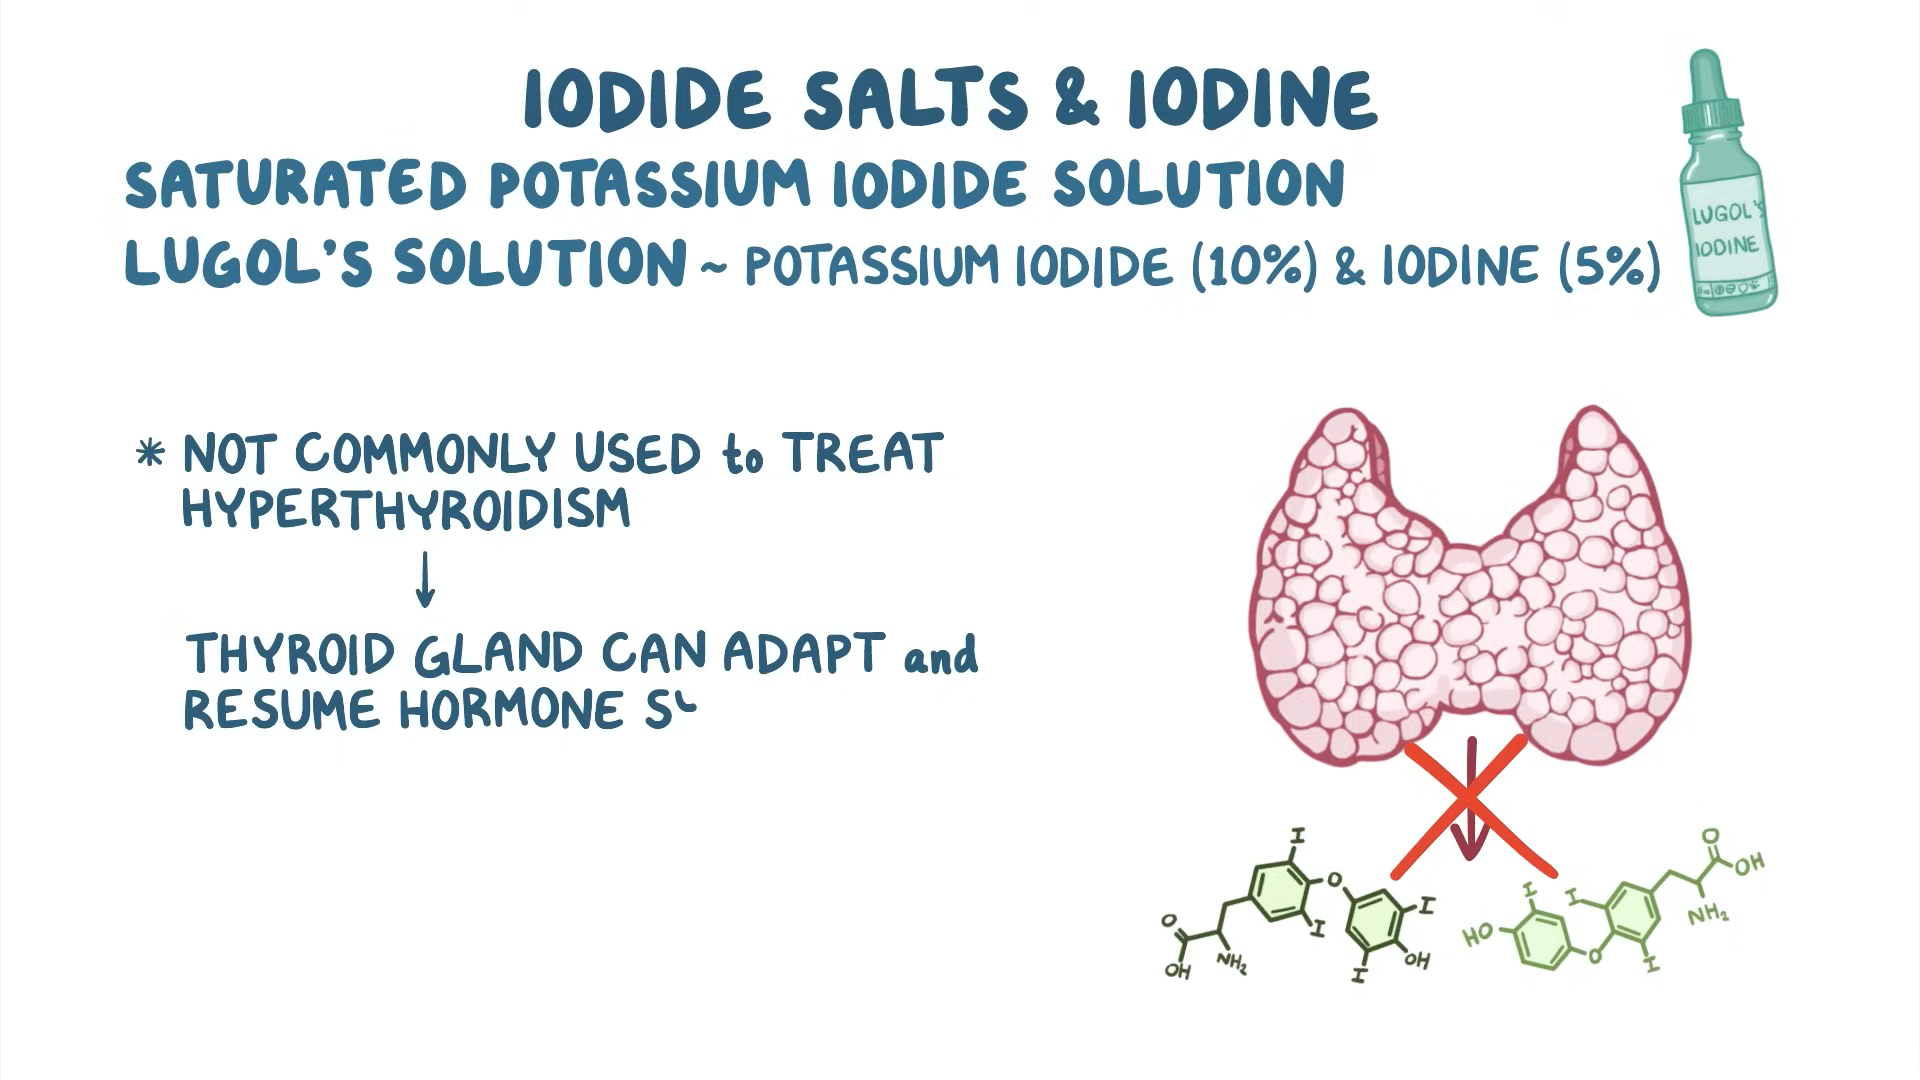 IODIDE SALTS & IODINE
SATURATED POTASSIUM IODIDE SOLUTION
LUGOL'S SOLUTION ~ POTASSIUM IODIDE (10%) & IODINE (5%)
LUGOL'S
IODINE
* NOT COMMONLY USED to TREAT
HYPERTHYROIDISM
THYROID GLAND CAN ADAPT and
RESUME HORMONE S
I
O
I
I
I
OH
O
OH
NH2
O
OH
NH2
I
I
HO
O
I